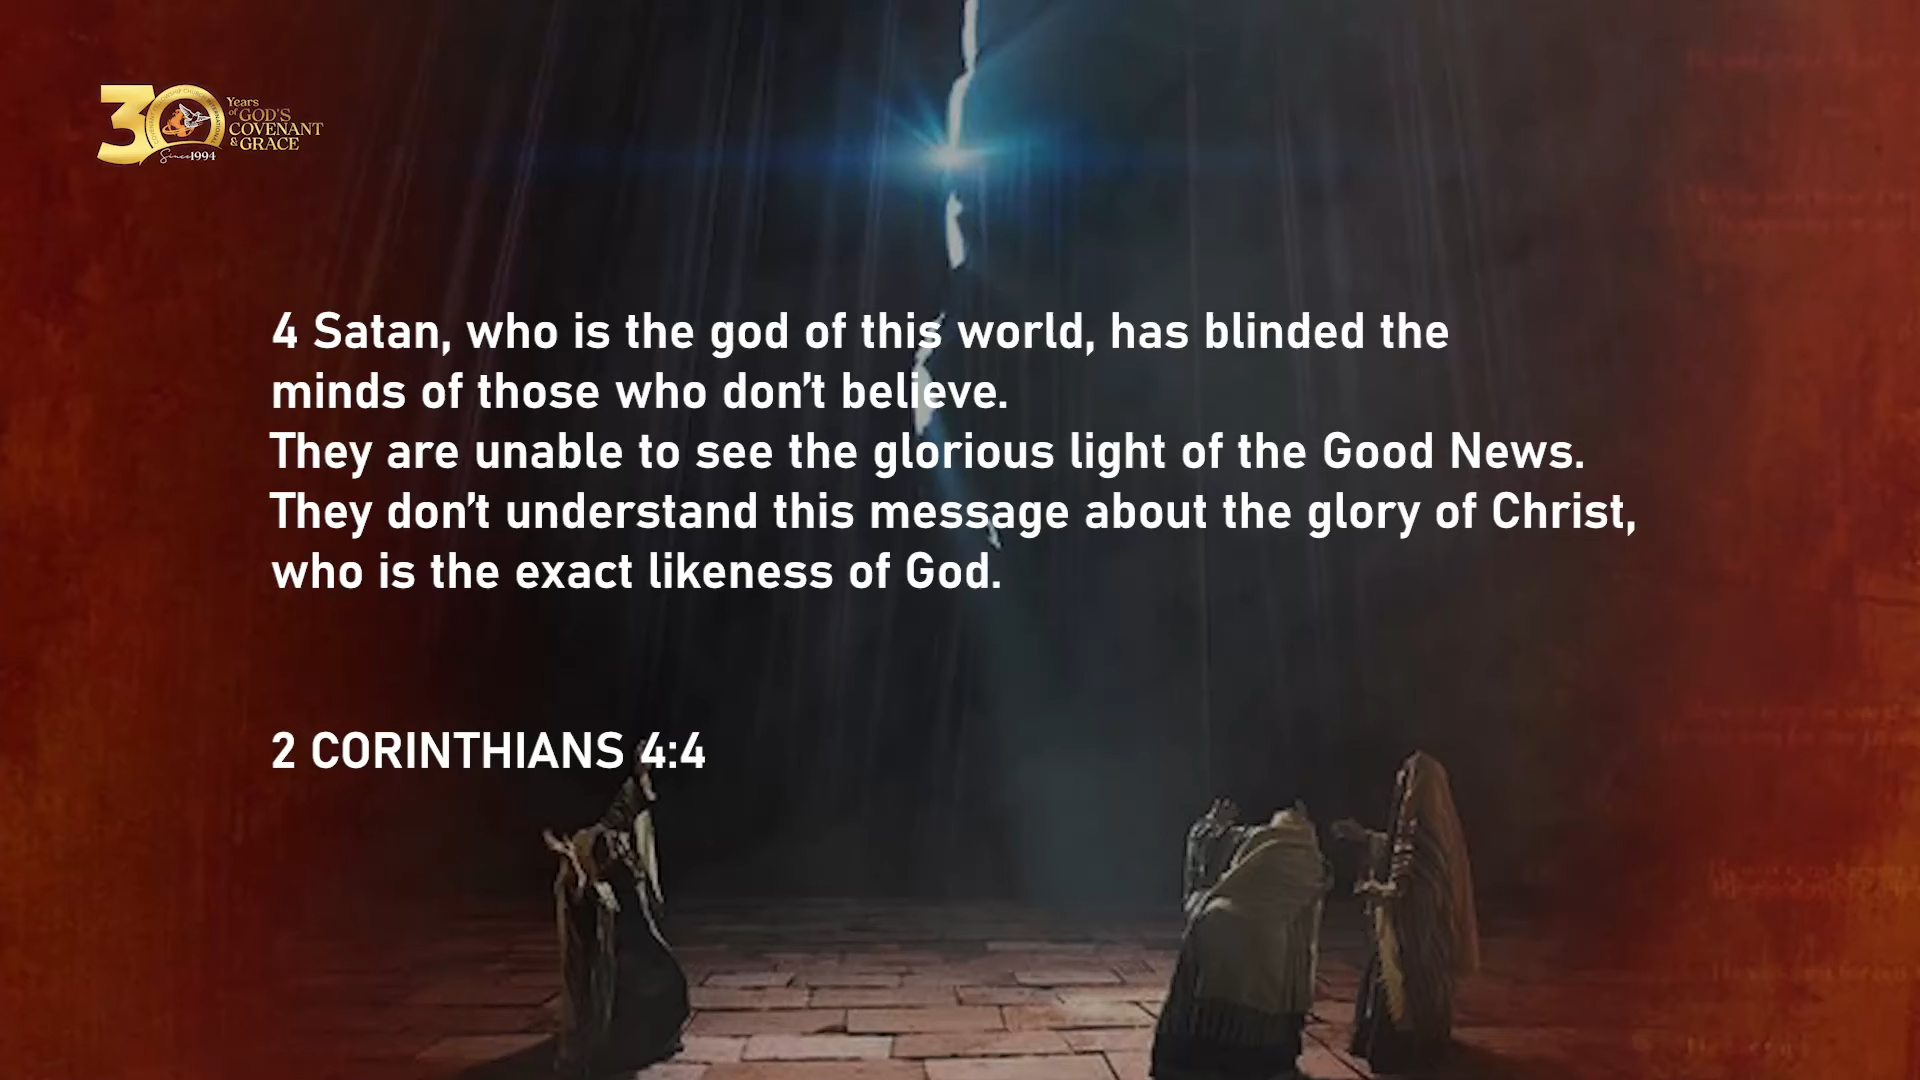 30
Years
of GOD'S
COVENANT
& GRACE
Since 1994
4 Satan, who is the god of this world, has blinded the
minds of those who don’t believe.
They are unable to see the glorious light of the Good News.
They don’t understand this message about the glory of Christ,
who is the exact likeness of God.
2 CORINTHIANS 4:4